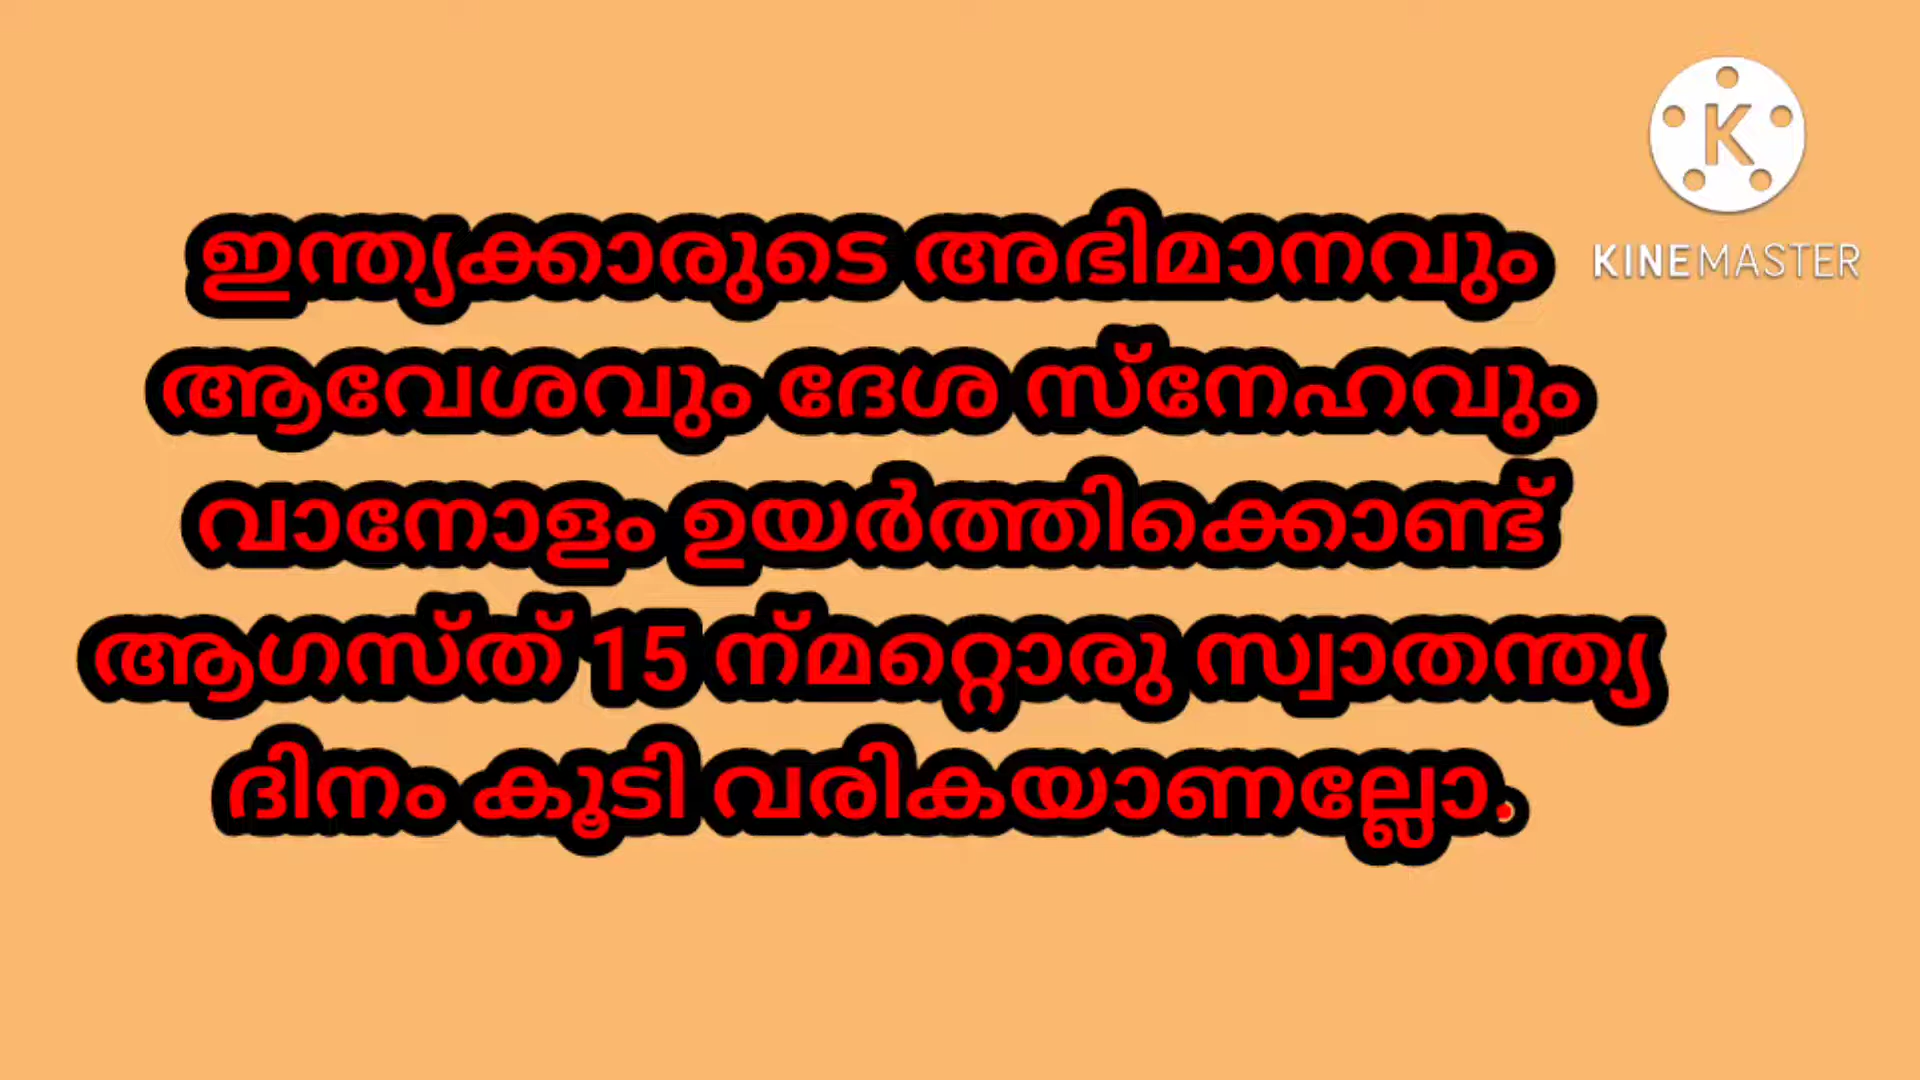 ഇന്ത്യക്കാരുടെ അഭിമാനവും
ആവേശവും ദേശ സ്നേഹവും
വാനോളം ഉയർത്തിക്കൊണ്ട്
ആഗസ്ത് 15 ന്മറ്റൊരു സ്വാതന്ത്യ
ദിനം കൂടി വരികയാണല്ലോ.
K
KINEMASTER